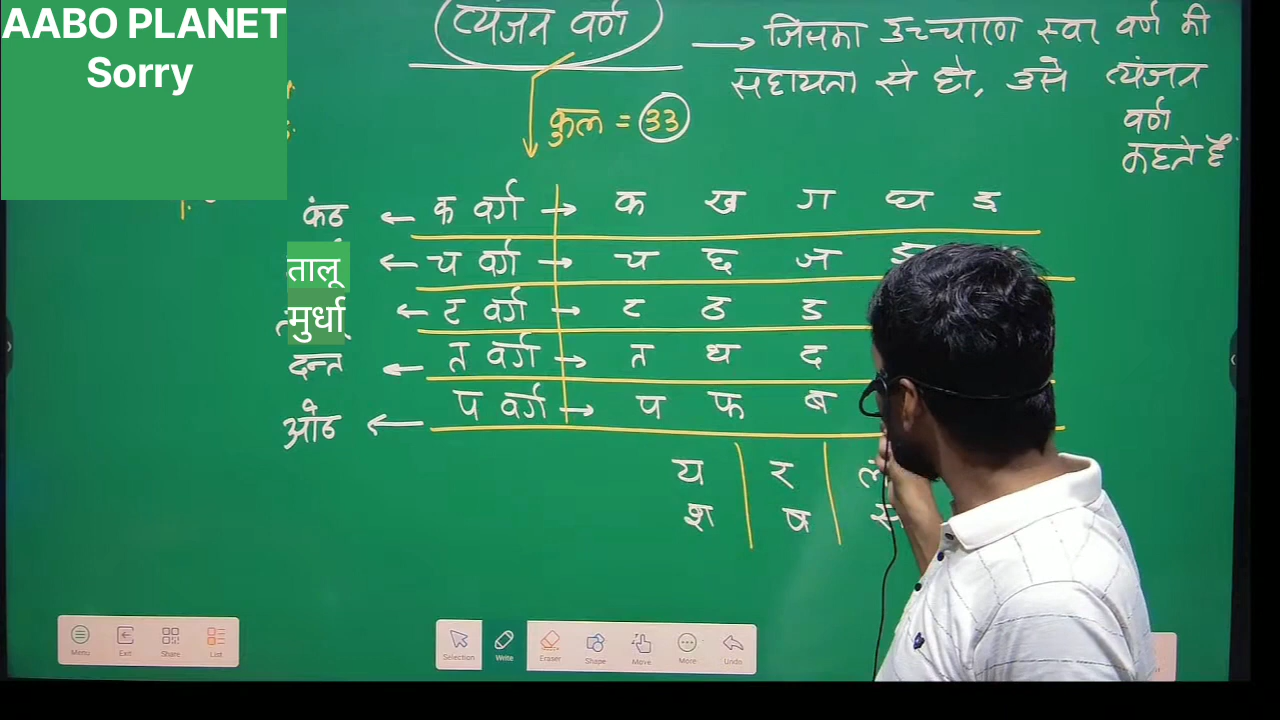 AABO PLANET
Sorry
व्यंजन वर्ण → जिसका उच्चारण स्वर वर्ण की
सहायता से हो, उसे व्यंजन
वर्ण
कहते हैं
कुल = 33
कंठ ← क वर्ग → क ख ग घ ङ
तालू ← च वर्ग → च छ ज झ
मुर्धा ← ट वर्ग → ट ठ ड
दन्त ← त वर्ग → त थ द
ओठ ← प वर्ग → प फ ब
य र ल
श ष स
Menu Exit Share List Selection Write Eraser Shape Move More Undo